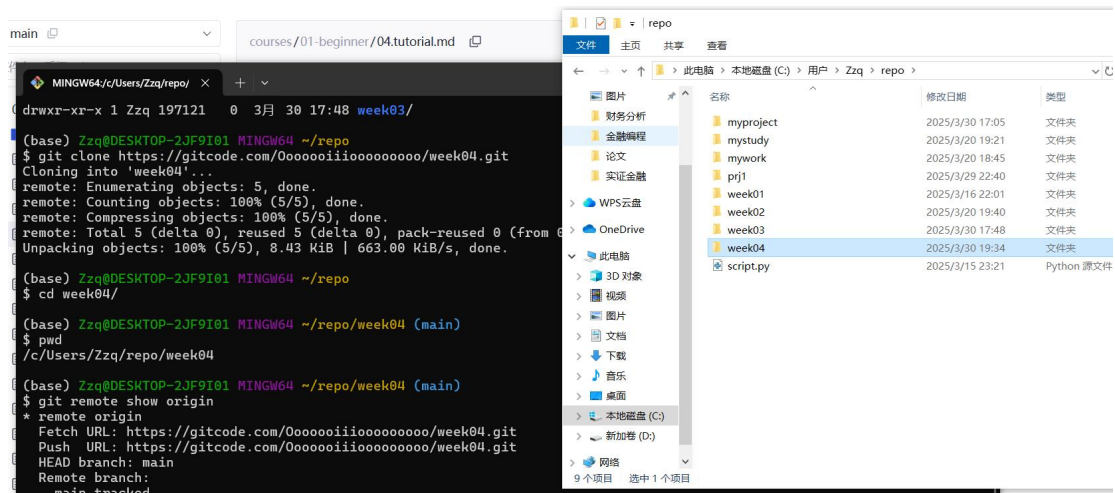 main
courses/01-beginner/04.tutorial.md
MINGW64:/c/Users/Zzq/repo/
drwxr-xr-x 1 Zzq 197121 0 3月 30 17:48 week03/
(base) Zzq@DESKTOP-2JF9I01 MINGW64 ~/repo
$ git clone https://gitcode.com/Ooooooiiiooooooooo/week04.git
Cloning into 'week04'...
remote: Enumerating objects: 5, done.
remote: Counting objects: 100% (5/5), done.
remote: Compressing objects: 100% (5/5), done.
remote: Total 5 (delta 0), reused 5 (delta 0), pack-reused 0 (from
Unpacking objects: 100% (5/5), 8.43 KiB | 663.00 KiB/s, done.
(base) Zzq@DESKTOP-2JF9I01 MINGW64 ~/repo
$ cd week04/
(base) Zzq@DESKTOP-2JF9I01 MINGW64 ~/repo/week04 (main)
$ pwd
/c/Users/Zzq/repo/week04
(base) Zzq@DESKTOP-2JF9I01 MINGW64 ~/repo/week04 (main)
$ git remote show origin
* remote origin
Fetch URL: https://gitcode.com/Ooooooiiiooooooooo/week04.git
Push URL: https://gitcode.com/Ooooooiiiooooooooo/week04.git
HEAD branch: main
Remote branch:
main tracked
repo
文件 主页 共享 查看
此电脑 > 本地磁盘 (C:) > 用户 > Zzq > repo >
图片
财务分析
金融编程
论文
实证金融
WPS云盘
OneDrive
此电脑
3D 对象
视频
图片
文档
下载
音乐
桌面
本地磁盘 (C:)
新加卷 (D:)
网络
名称 修改日期 类型
myproject 2025/3/30 17:05 文件夹
mystudy 2025/3/20 19:21 文件夹
mywork 2025/3/20 18:45 文件夹
prj1 2025/3/29 22:40 文件夹
week01 2025/3/16 22:01 文件夹
week02 2025/3/20 19:40 文件夹
week03 2025/3/30 17:48 文件夹
week04 2025/3/30 19:34 文件夹
script.py 2025/3/15 23:21 Python 源文件
9 个项目 选中 1 个项目